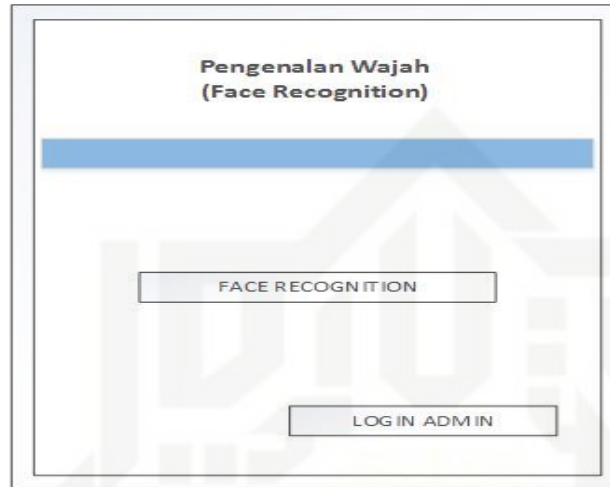 Pengenalan Wajah
(Face Recognition)
FACE RECOGNITION
LOGIN ADMIN